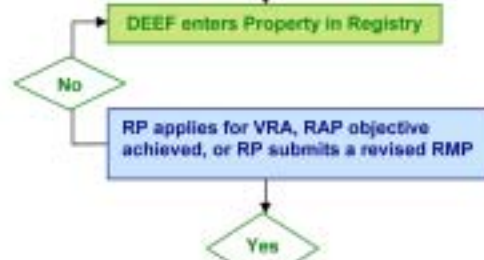 DEEF enters Property in Registry
No
RP applies for VRA, RAP objective
achieved, or RP submits a revised RMP
Yes